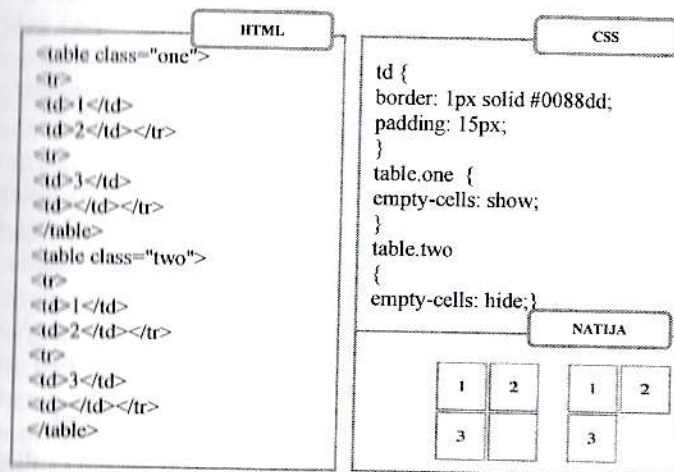 HTML
<table class="one">
<tr>
<td>1</td>
<td>2</td></tr>
<tr>
<td>3</td>
<td></td></tr>
</table>
<table class="two">
<tr>
<td>1</td>
<td>2</td></tr>
<tr>
<td>3</td>
<td></td></tr>
</table>
CSS
td {
border: 1px solid #0088dd;
padding: 15px;
}
table.one {
empty-cells: show;
}
table.two
{
empty-cells: hide;}
NATIJA
1 2 1 2
3 3